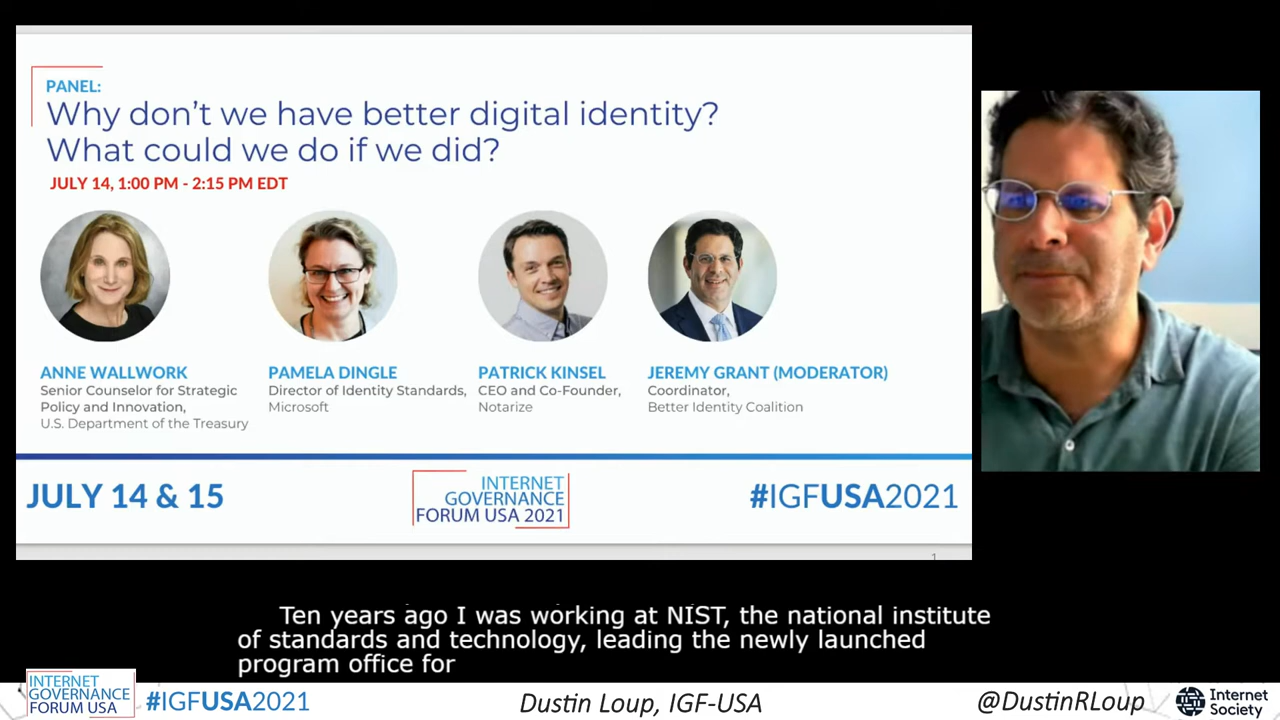 PANEL:
Why don't we have better digital identity?
What could we do if we did?
JULY 14, 1:00 PM - 2:15 PM EDT
ANNE WALLWORK
Senior Counselor for Strategic
Policy and Innovation,
U.S. Department of the Treasury
PAMELA DINGLE
Director of Identity Standards,
Microsoft
PATRICK KINSEL
CEO and Co-Founder,
Notarize
JEREMY GRANT (MODERATOR)
Coordinator,
Better Identity Coalition
JULY 14 & 15
INTERNET
GOVERNANCE
FORUM USA 2021
#IGFUSA2021
1
Ten years ago I was working at NIST, the national institute
of standards and technology, leading the newly launched
program office for
INTERNET
GOVERNANCE
FORUM USA
#IGFUSA2021
Dustin Loup, IGF-USA
@DustinRLoup
Internet
Society